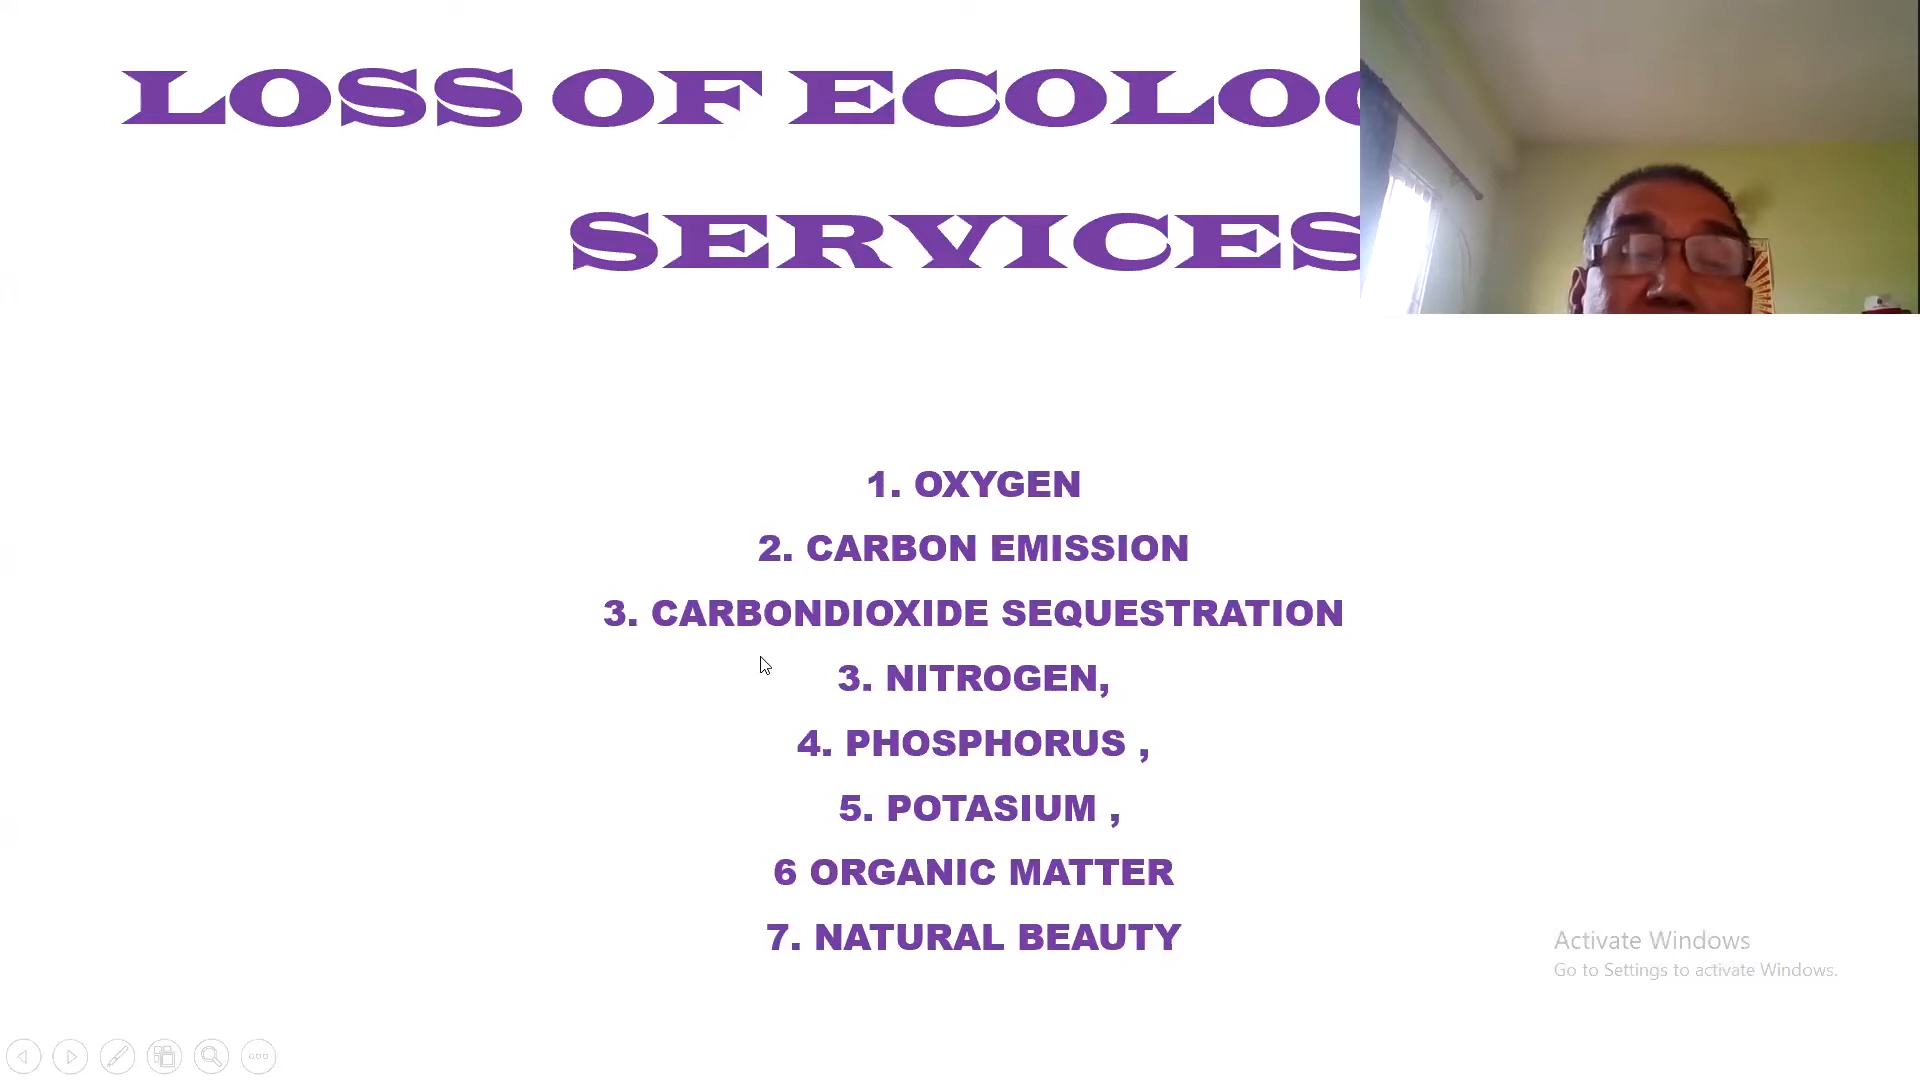 LOSS OF
SERVICES
1. OXYGEN
2. CARBON EMISSION
3. CARBONDIOXIDE SEQUESTRATION
3. NITROGEN,
4. PHOSPHORUS ,
5. POTASIUM ,
6 ORGANIC MATTER
7. NATURAL BEAUTY
Activate Windows
Go to Settings to activate Windows.